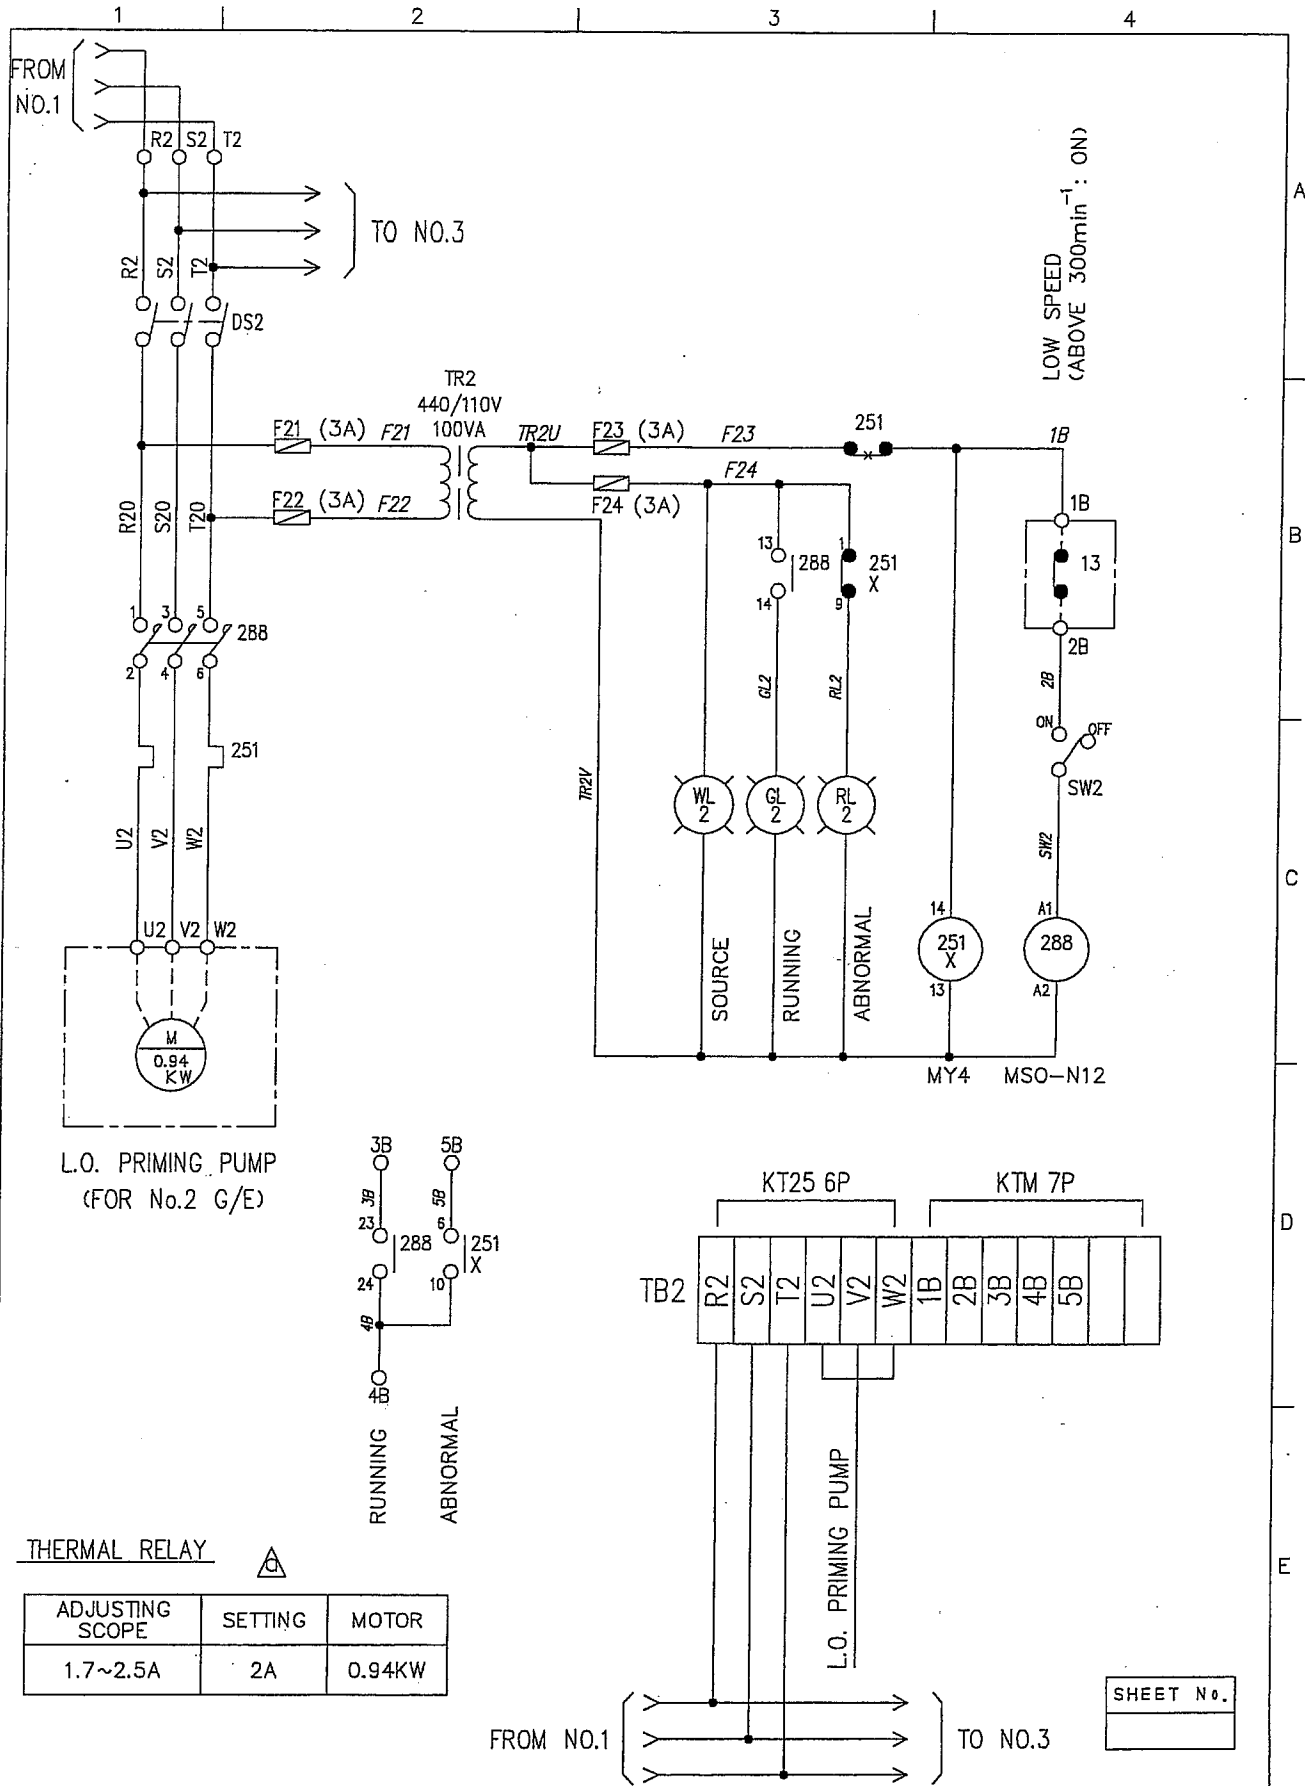 1 2 3 4
FROM
NO.1
R2 S2 T2
TO NO.3
R2 S2 T2
DS2
A
LOW SPEED
(ABOVE 300min⁻¹: ON)
TR2
440/110V
100VA
F21 (3A) F21
F22 (3A) F22
TR2U
F23 (3A) F23
251
1B
F24
F24 (3A)
R20 S20 T20
1B
13
2B
B
13
288
14
1
251
X
9
1 3 5
288
2 4 6
2B
GL2
RL2
ON
OFF
SW2
251
TR2V
WL
2
GL
2
RL
2
U2 V2 W2
SW2
C
14
251
X
13
A1
288
A2
U2 V2 W2
SOURCE
RUNNING
ABNORMAL
M
0.94
KW
MY4
MSO-N12
L.O. PRIMING PUMP
(FOR No.2 G/E)
3B 5B
3B 5B
23
288
24
6
251
X
10
4B
4B
RUNNING
ABNORMAL
KT25 6P
KTM 7P
D
TB2
R2 S2 T2 U2 V2 W2 1B 2B 3B 4B 5B
L.O. PRIMING PUMP
E
THERMAL RELAY
a
ADJUSTING
SCOPE
SETTING
MOTOR
1.7~2.5A
2A
0.94KW
FROM NO.1
TO NO.3
SHEET No.